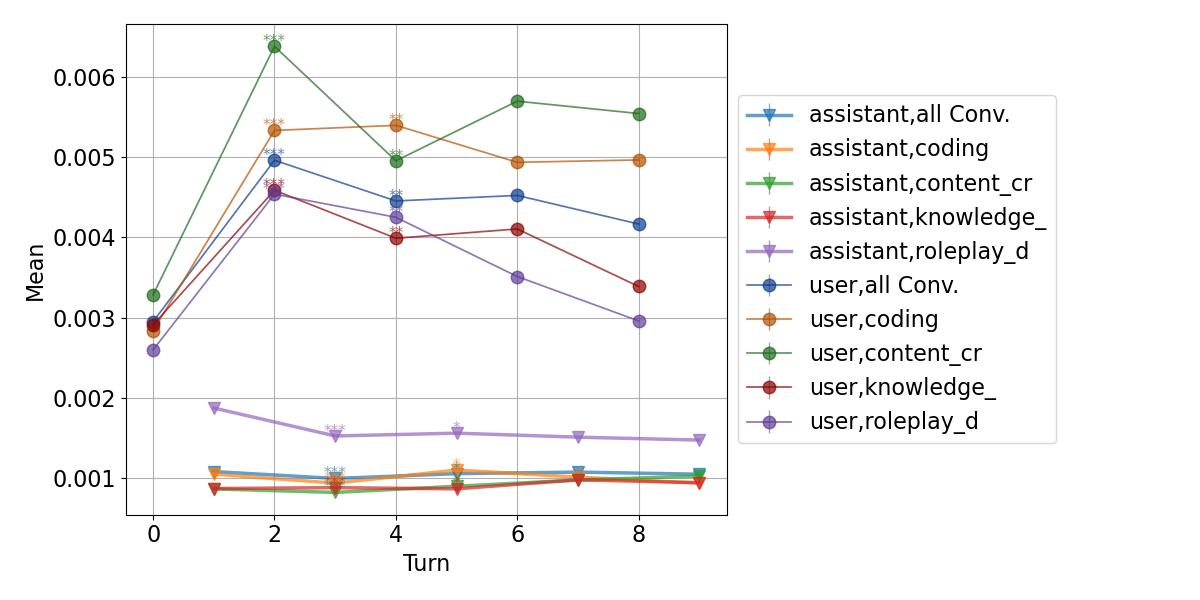 0.006
0.005
0.004
0.003
0.002
0.001
Mean
0
2
4
6
8
Turn
***
***
***
***
**
**
**
**
***
***
*
*
assistant,all Conv.
assistant,coding
assistant,content_cr
assistant,knowledge_
assistant,roleplay_d
user,all Conv.
user,coding
user,content_cr
user,knowledge_
user,roleplay_d